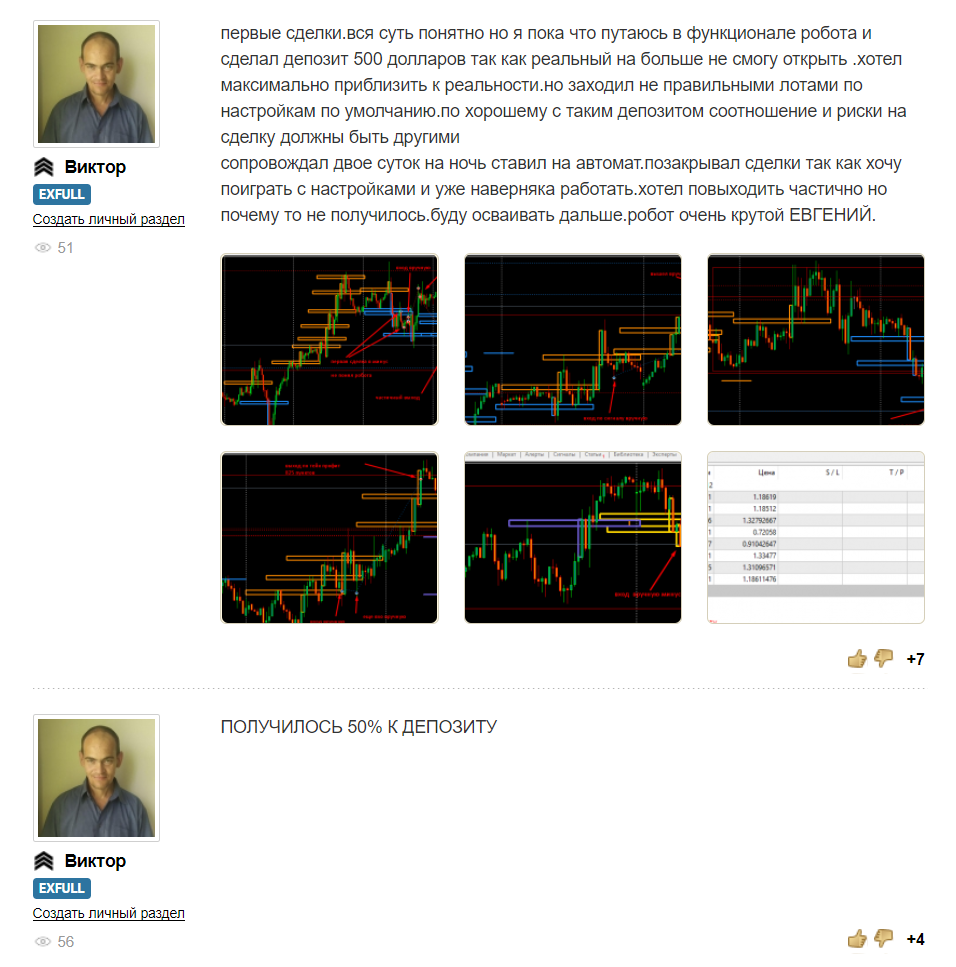 первые сделки.вся суть понятно но я пока что путаюсь в функционале робота и
сделал депозит 500 долларов так как реальный на больше не смогу открыть .хотел
максимально приблизить к реальности.но заходил не правильными лотами по
настройкам по умолчанию.по хорошему с таким депозитом соотношение и риски на
сделку должны быть другими
сопровождал двое суток на ночь ставил на автомат.позакрывал сделки так как хочу
поиграть с настройками и уже наверняка работать.хотел повыходить частично но
почему то не получилось.буду осваивать дальше.робот очень крутой ЕВГЕНИЙ.
Виктор
EXFULL
Создать личный раздел
51
Маркет | Алерты | Сигналы | Статьи | Библиотека | Эксперты
Цена S / L T / P
2
1 1.18619
1 1.18512
6 1.32792667
1 0.72058
7 0.91042647
1 1.33477
5 1.31096571
1 1.18611476
+7
ПОЛУЧИЛОСЬ 50% К ДЕПОЗИТУ
Виктор
EXFULL
Создать личный раздел
56
+4